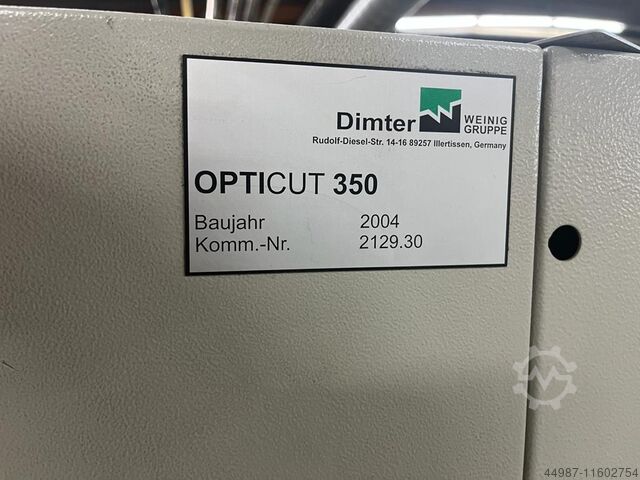 Dimter WEINIG GRUPPE
Rudolf-Diesel-Str. 14-16 89257 Illertissen, Germany
OPTICUT 350
Baujahr 2004
Komm.-Nr. 2129.30
44987-11602754